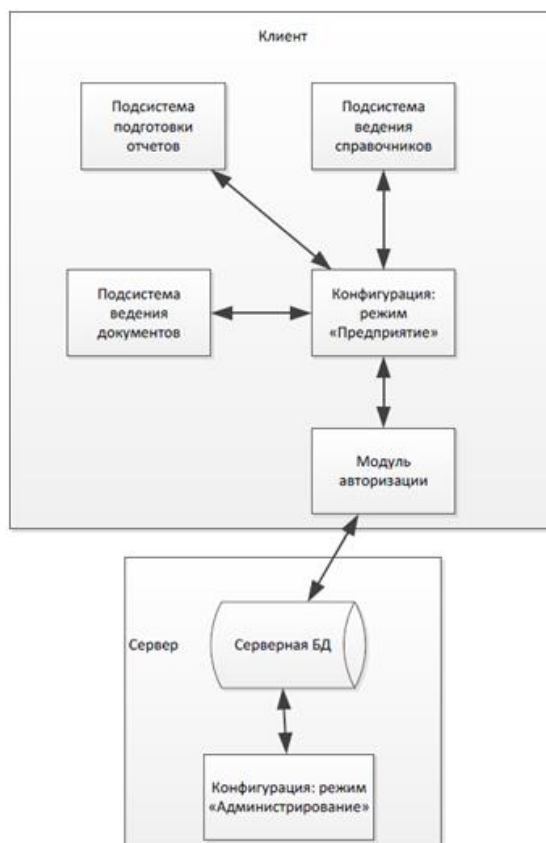 Клиент
Подсистема
подготовки
отчетов
Подсистема
ведения
справочников
Подсистема
ведения
документов
Конфигурация:
режим
«Предприятие»
Модуль
авторизации
Сервер
Серверная БД
Конфигурация: режим
«Администрирование»